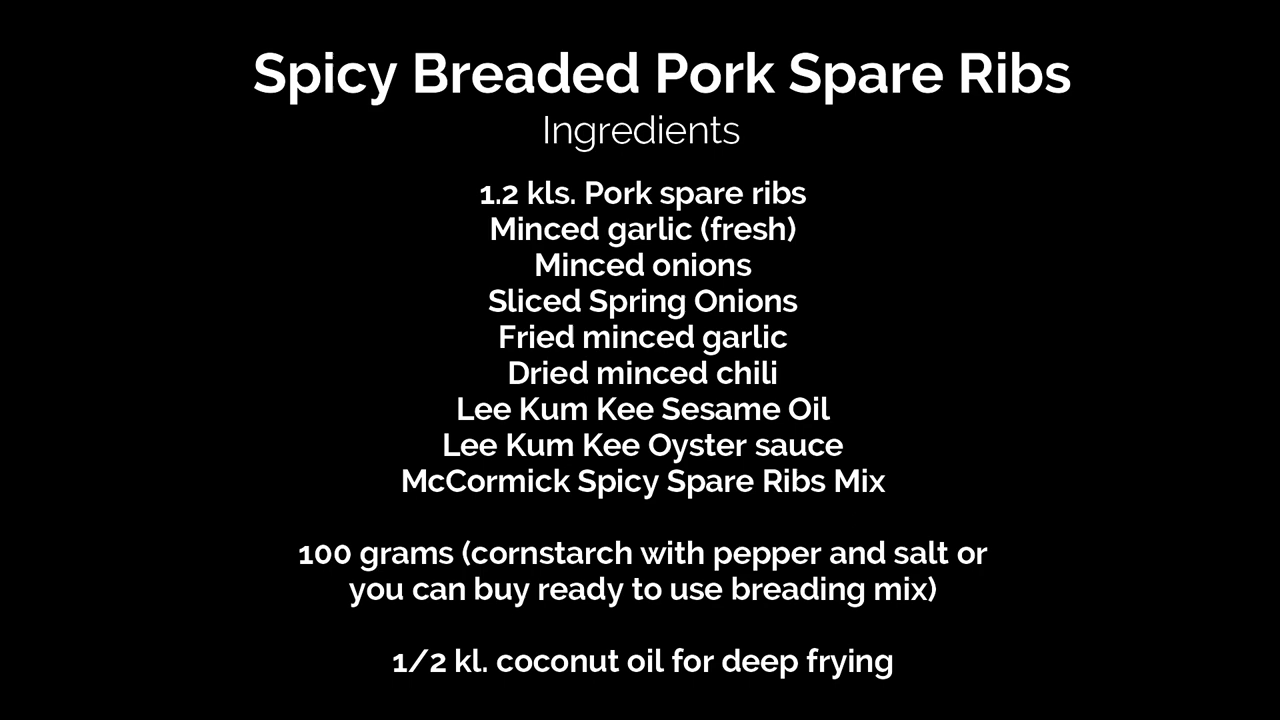 Spicy Breaded Pork Spare Ribs
Ingredients
1.2 kls. Pork spare ribs
Minced garlic (fresh)
Minced onions
Sliced Spring Onions
Fried minced garlic
Dried minced chili
Lee Kum Kee Sesame Oil
Lee Kum Kee Oyster sauce
McCormick Spicy Spare Ribs Mix
100 grams (cornstarch with pepper and salt or
you can buy ready to use breading mix)
1/2 kl. coconut oil for deep frying